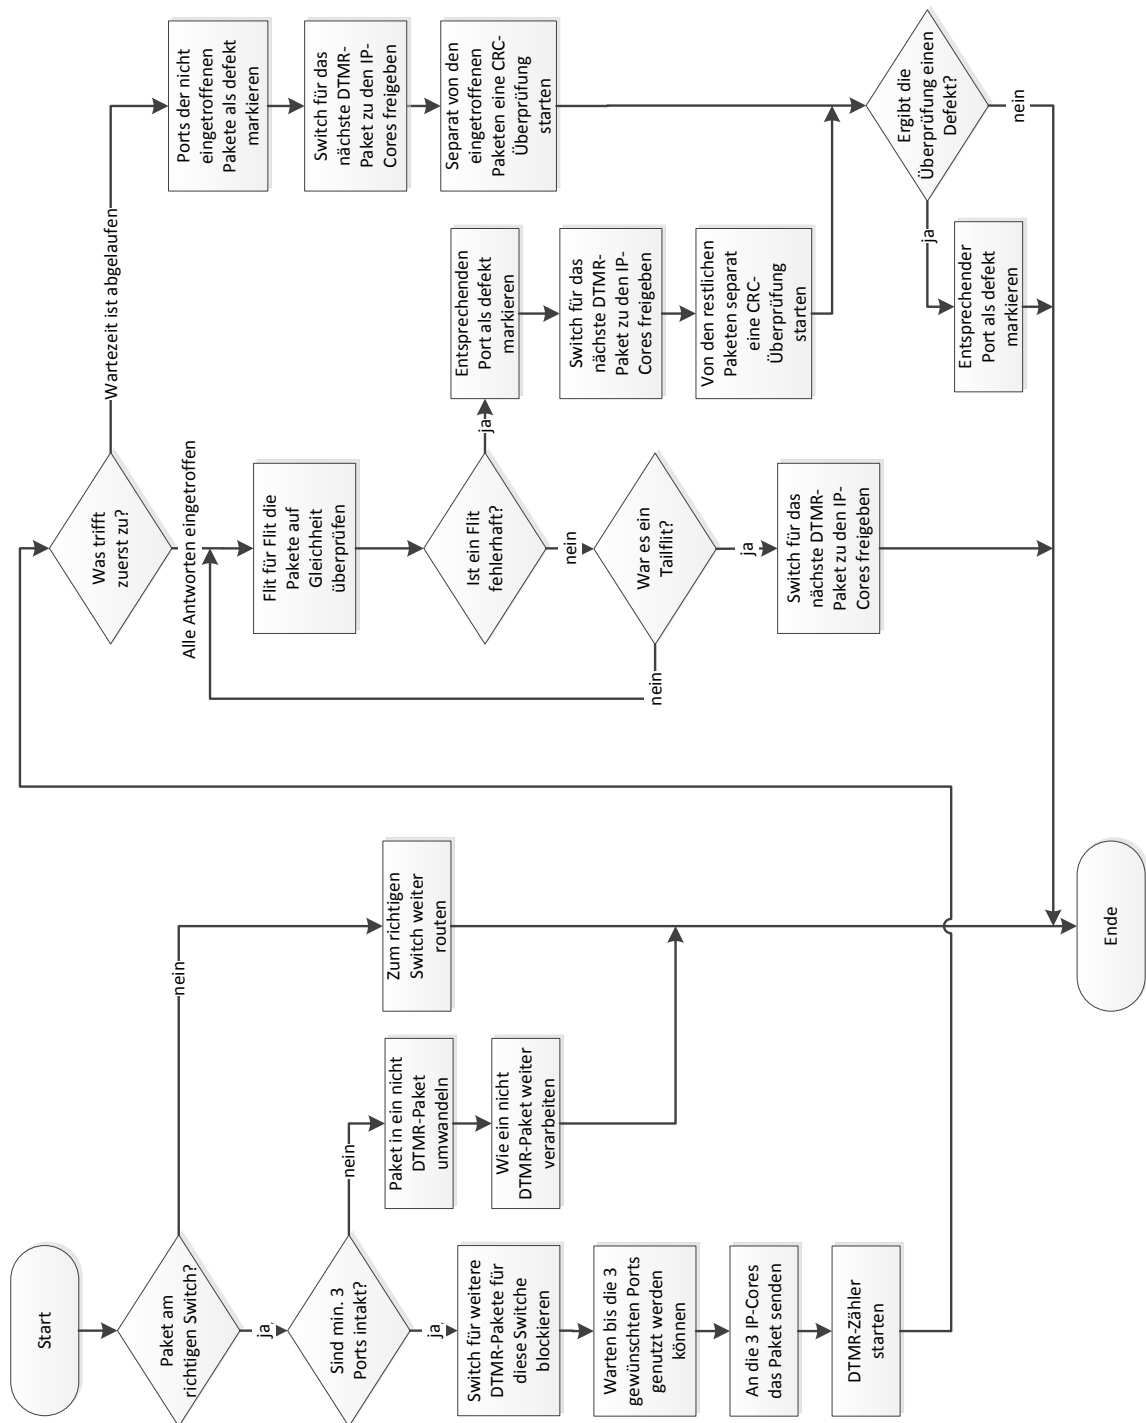 Start
Paket am
richtigen Switch?
nein
ja
Sind min. 3
Ports intakt?
nein
ja
Zum richtigen
Switch weiter
routen
Paket in ein nicht
DTMR-Paket
umwandeln
Wie ein nicht
DTMR-Paket weiter
verarbeiten
Switch für weitere
DTMR-Pakete für
diese Switche
blockieren
Warten bis die 3
gewünschten Ports
genutzt werden
können
An die 3 IP-Cores
das Paket senden
DTMR-Zähler
starten
Was trifft
zuerst zu?
Wartezeit ist abgelaufen
Alle Antworten eingetroffen
Flit für Flit die
Pakete auf
Gleichheit
überprüfen
Ist ein Flit
fehlerhaft?
ja
nein
War es ein
Tailflit?
nein
ja
Switch für das
nächste DTMR-
Paket zu den IP-
Cores freigeben
Entsprechenden
Port als defekt
markieren
Switch für das
nächste DTMR-
Paket zu den IP-
Cores freigeben
Von den restlichen
Paketen separat
eine CRC-
Überprüfung
starten
Ports der nicht
eingetroffenen
Pakete als defekt
markieren
Switch für das
nächste DTMR-
Paket zu den IP-
Cores freigeben
Separat von den
eingetroffenen
Paketen eine CRC-
Überprüfung
starten
Ergibt die
Überprüfung einen
Defekt?
ja
nein
Entsprechender
Port als defekt
markieren
Ende